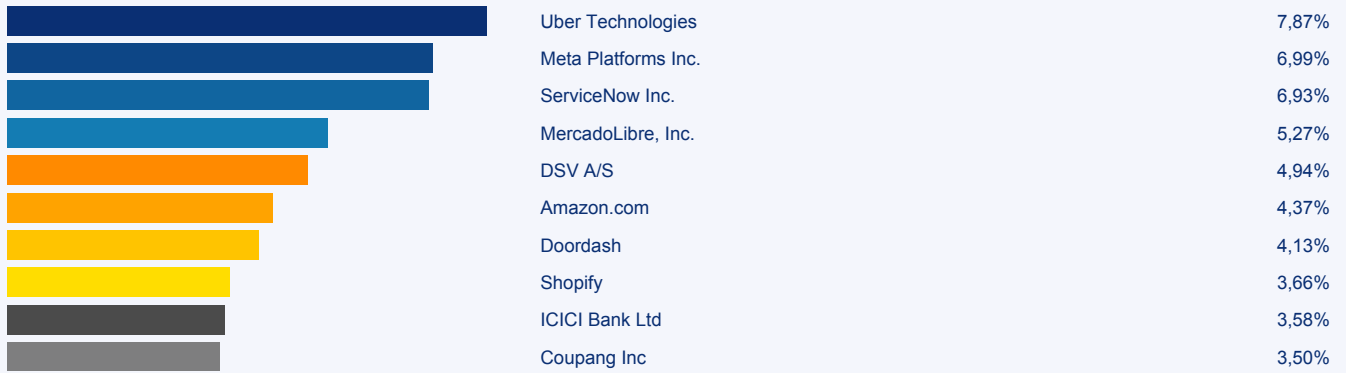 Uber Technologies 7,87%
Meta Platforms Inc. 6,99%
ServiceNow Inc. 6,93%
MercadoLibre, Inc. 5,27%
DSV A/S 4,94%
Amazon.com 4,37%
Doordash 4,13%
Shopify 3,66%
ICICI Bank Ltd 3,58%
Coupang Inc 3,50%